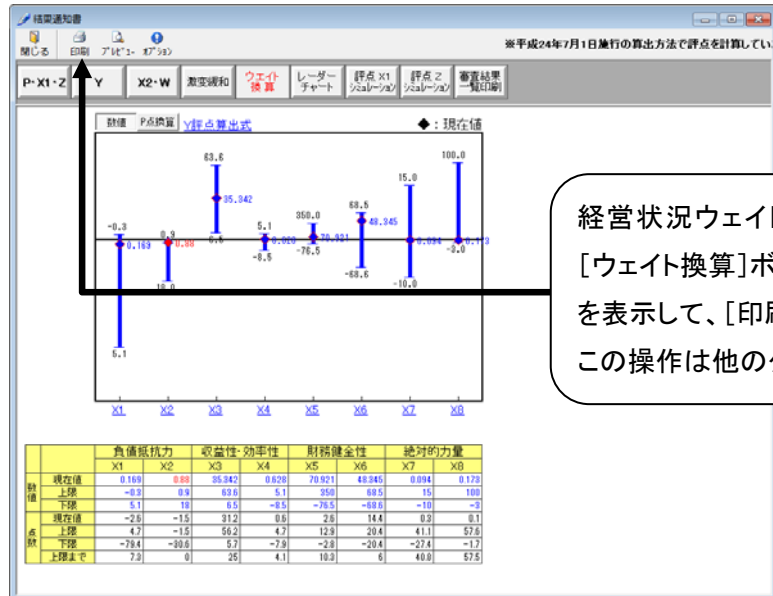 結果通知書
閉じる 印刷 プレビュー オプション
※平成24年7月1日施行の算出方法で評点を計算してい
P・X1・Z Y X2・W 激変緩和 ウエイト換算 レーダーチャート 評点 X1 シミュレーション 評点 Z シミュレーション 審査結果一覧印刷
数値 P点換算 Y評点算出式 ◆:現在値
63.6 100.0
15.0
35.342
350.0 68.5
-0.3 5.1 48.345
0.169 0.9 0.88 6.5 0.628 70.921 0.094 0.173
-8.5 -76.5 -3.0
18.0 -68.6 -10.0
5.1
X1 X2 X3 X4 X5 X6 X7 X8
経営状況ウェイト
[ウェイト換算]ボ
を表示して、[印刷
この操作は他の
負債抵抗力 収益性・効率性 財務健全性 絶対的力量
X1 X2 X3 X4 X5 X6 X7 X8
数値 現在値 0.169 0.88 35.342 0.628 70.921 48.345 0.094 0.173
上限 -0.3 0.9 63.6 5.1 350 68.5 15 100
下限 5.1 18 6.5 -8.5 -76.5 -68.6 -10 -3
点数 現在値 -2.6 -1.5 31.2 0.6 2.6 14.4 0.3 0.1
上限 4.7 -1.5 56.2 4.7 12.9 20.4 41.1 57.6
下限 -79.4 -30.6 5.7 -7.9 -2.8 -20.4 -27.4 -1.7
上限まで 7.3 0 25 4.1 10.3 6 40.8 57.5